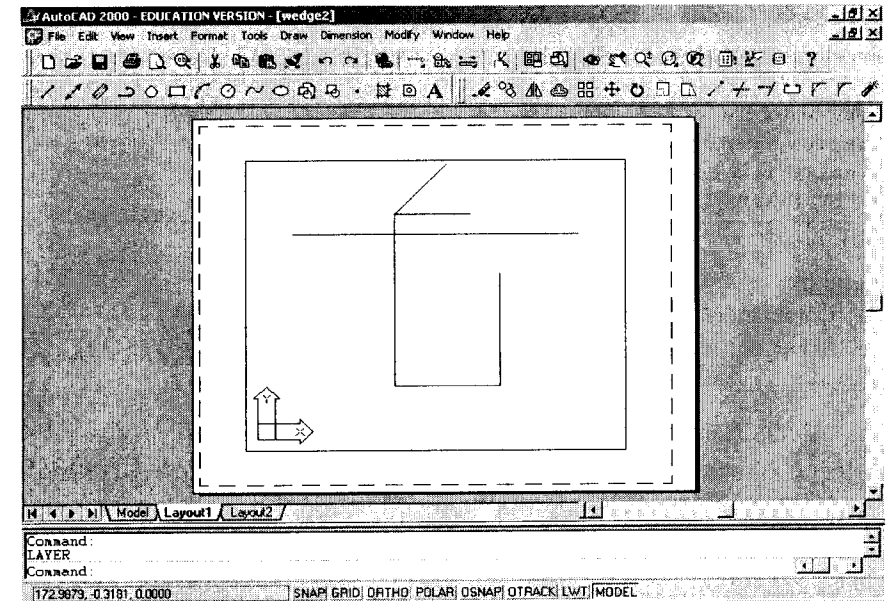 AutoCAD 2000 - EDUCATION VERSION - [wedge2]
File Edit View Insert Format Tools Draw Dimension Modify Window Help
A
Y
X
Model Layout1 Layout2
Command:
LAYER
Command:
172.9879, -0.3181, 0.0000 SNAP GRID ORTHO POLAR OSNAP OTRACK LWT MODEL